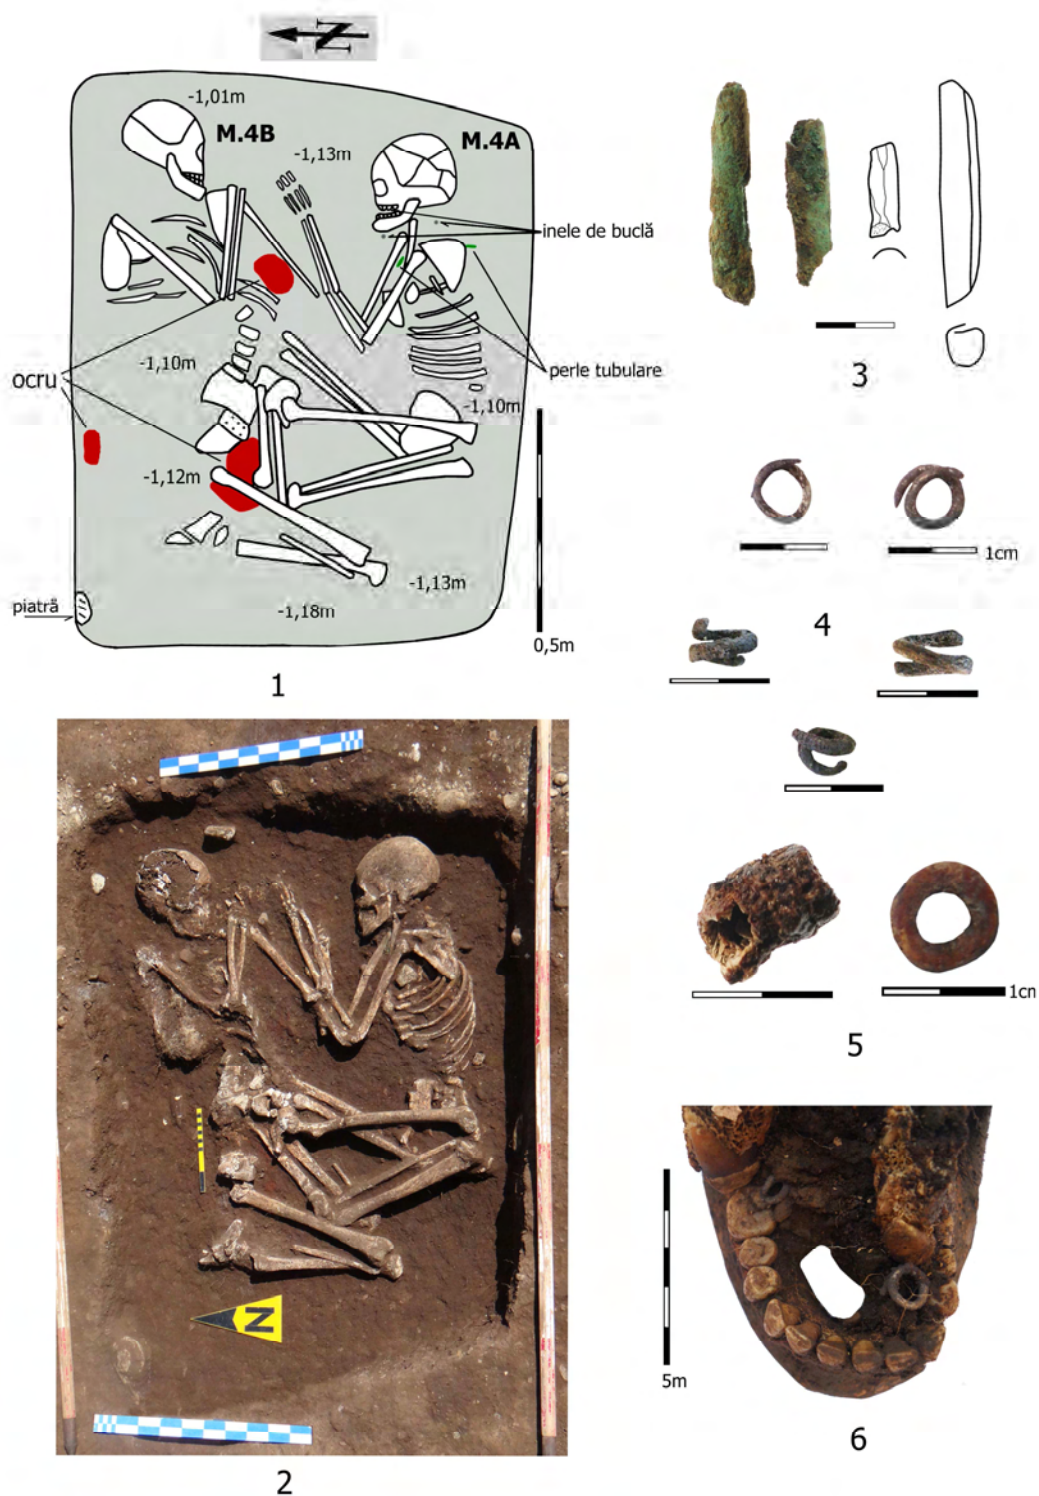 N
-1,01m
M.4B
M.4A
-1,13m
inele de buclă
perle tubulare
ocru
-1,10m
-1,10m
-1,12m
-1,13m
piatră
-1,18m
0,5m
1
3
1cm
4
1cn
5
N
5m
6
2